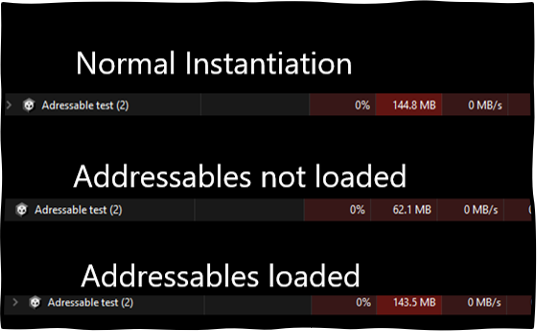 Normal Instantiation
Adressable test (2) 0% 144.8 MB 0 MB/s
Addressables not loaded
Adressable test (2) 0% 62.1 MB 0 MB/s
Addressables loaded
Adressable test (2) 0% 143.5 MB 0 MB/s